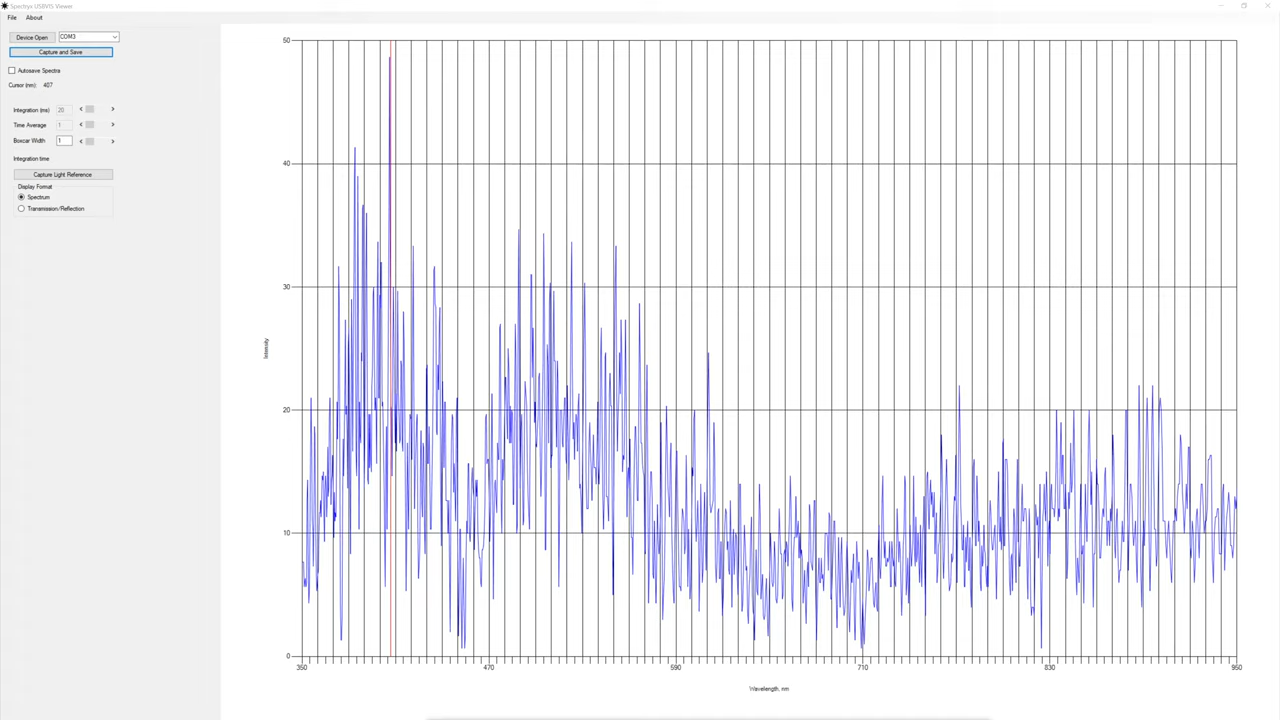 Spectryx USBVIS Viewer
File About
Device Open COM3
Capture and Save
Autosave Spectra
Cursor (nm): 407
Integration (ms) 20 < >
Time Average 1 < >
Boxcar Width 1 < >
Integration time
Capture Light Reference
Display Format
Spectrum
Transmission/Reflection
50
40
30
20
10
0
Intensity
350 470 590 710 830 950
Wavelength, nm